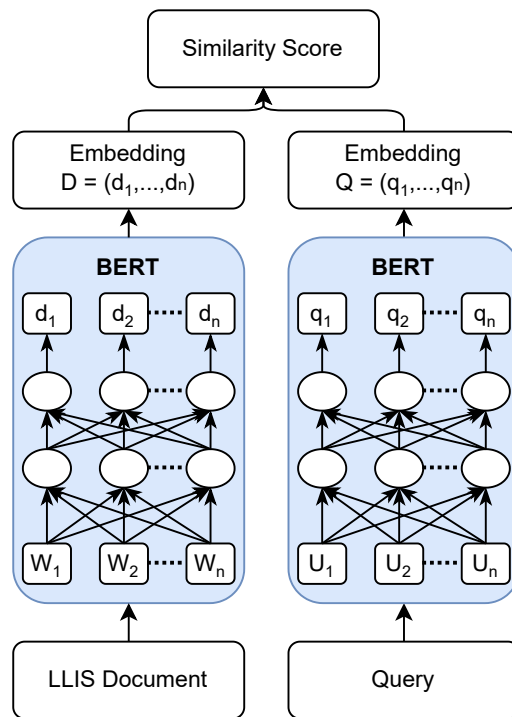 Similarity Score
Embedding
D = (d₁,...,dₙ)
Embedding
Q = (q₁,...,qₙ)
BERT
BERT
d₁ d₂ dₙ
q₁ q₂ qₙ
W₁ W₂ Wₙ
U₁ U₂ Uₙ
LLIS Document
Query